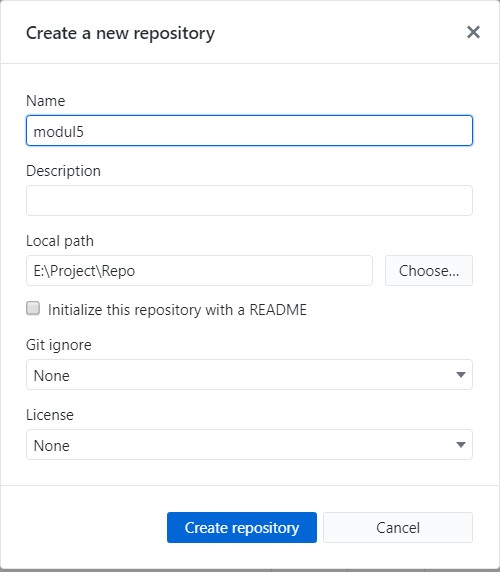 Create a new repository
Name
modul5
Description
Local path
E:\Project\Repo
Choose...
Initialize this repository with a README
Git ignore
None
License
None
Create repository
Cancel